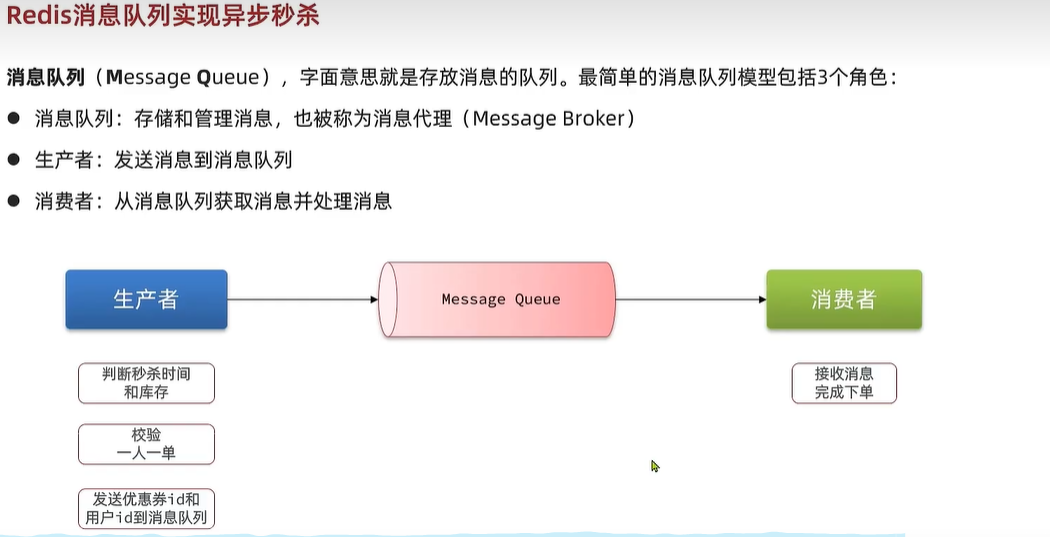 Redis消息队列实现异步秒杀
消息队列（Message Queue），字面意思就是存放消息的队列。最简单的消息队列模型包括3个角色：
● 消息队列：存储和管理消息，也被称为消息代理（Message Broker）
● 生产者：发送消息到消息队列
● 消费者：从消息队列获取消息并处理消息
生产者
Message Queue
消费者
判断秒杀时间
和库存
接收消息
完成下单
校验
一人一单
发送优惠券id和
用户id到消息队列